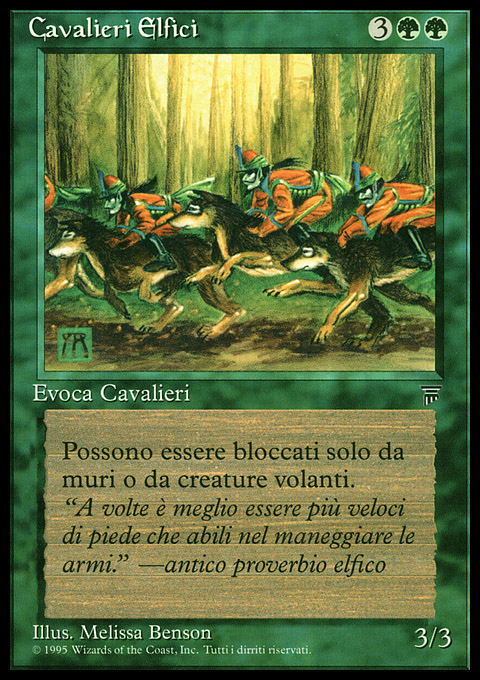 Cavalieri Elfici 3
Evoca Cavalieri
Possono essere bloccati solo da
muri o da creature volanti.
“A volte è meglio essere più veloci
di piede che abili nel maneggiare le
armi.” —antico proverbio elfico
Illus. Melissa Benson
3/3
© 1995 Wizards of the Coast, Inc. Tutti i dirriti riservati.